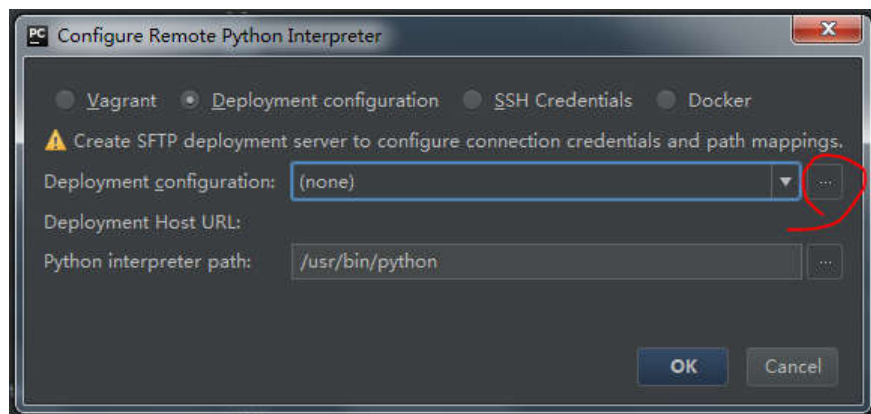 PC Configure Remote Python Interpreter
Vagrant Deployment configuration SSH Credentials Docker
Create SFTP deployment server to configure connection credentials and path mappings.
Deployment configuration: (none) ...
Deployment Host URL:
Python interpreter path: /usr/bin/python ...
OK Cancel